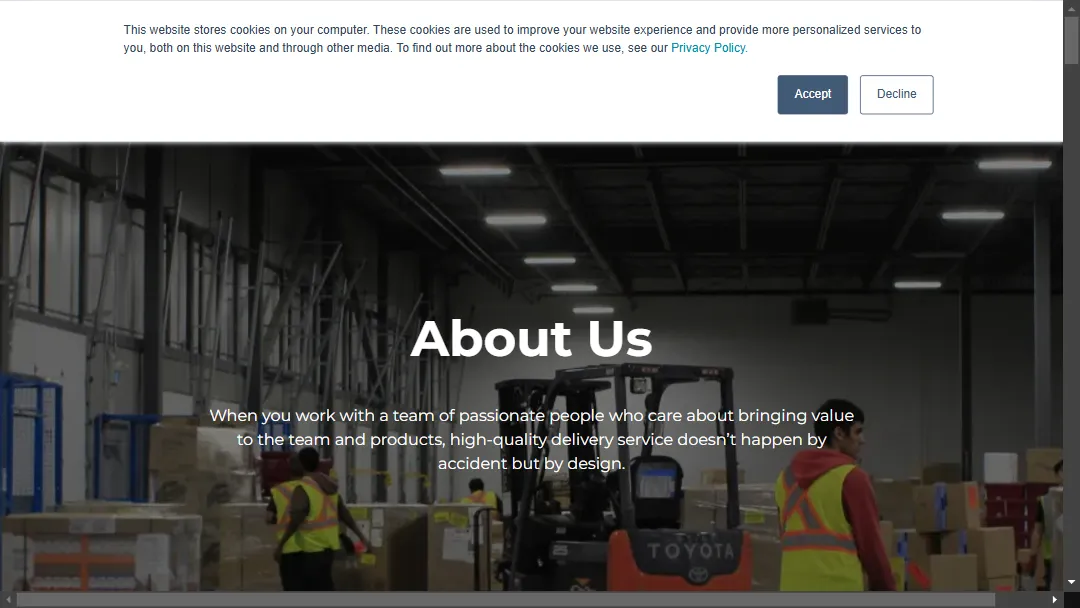 This website stores cookies on your computer. These cookies are used to improve your website experience and provide more personalized services to
you, both on this website and through other media. To find out more about the cookies we use, see our Privacy Policy.
Accept
Decline
About Us
When you work with a team of passionate people who care about bringing value
to the team and products, high-quality delivery service doesn't happen by
accident but by design.
TOYOTA